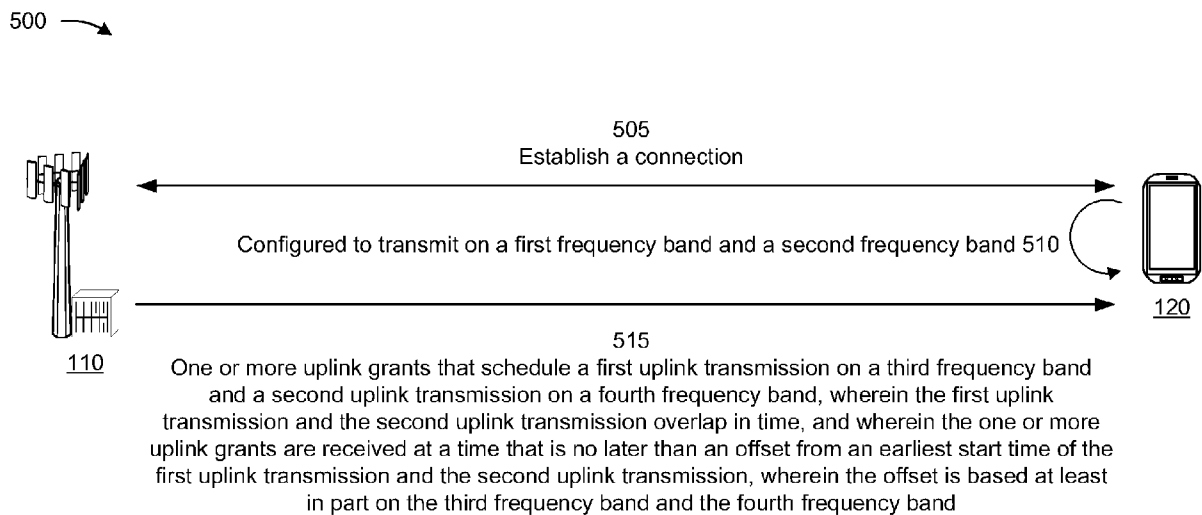 500
505
Establish a connection
Configured to transmit on a first frequency band and a second frequency band 510
120
110
515
One or more uplink grants that schedule a first uplink transmission on a third frequency band
and a second uplink transmission on a fourth frequency band, wherein the first uplink
transmission and the second uplink transmission overlap in time, and wherein the one or more
uplink grants are received at a time that is no later than an offset from an earliest start time of the
first uplink transmission and the second uplink transmission, wherein the offset is based at least
in part on the third frequency band and the fourth frequency band